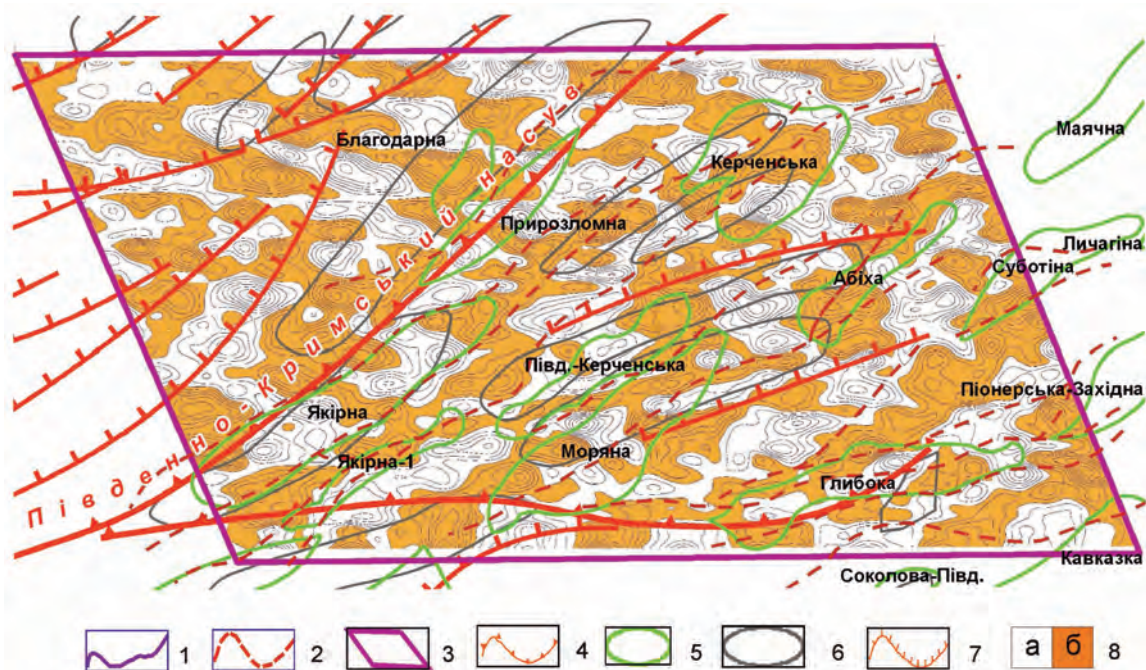 Благодарна
Маячна
Керченська
Південно-Кримський насув
Прирозломна
Личагіна
Суботіна
Абіха
Півд.-Керченська
Піонерська-Західна
Якірна
Моряна
Якірна-1
Глибока
Кавказка
Соколова-Півд.
1 2 3 4 5 6 7 а б 8